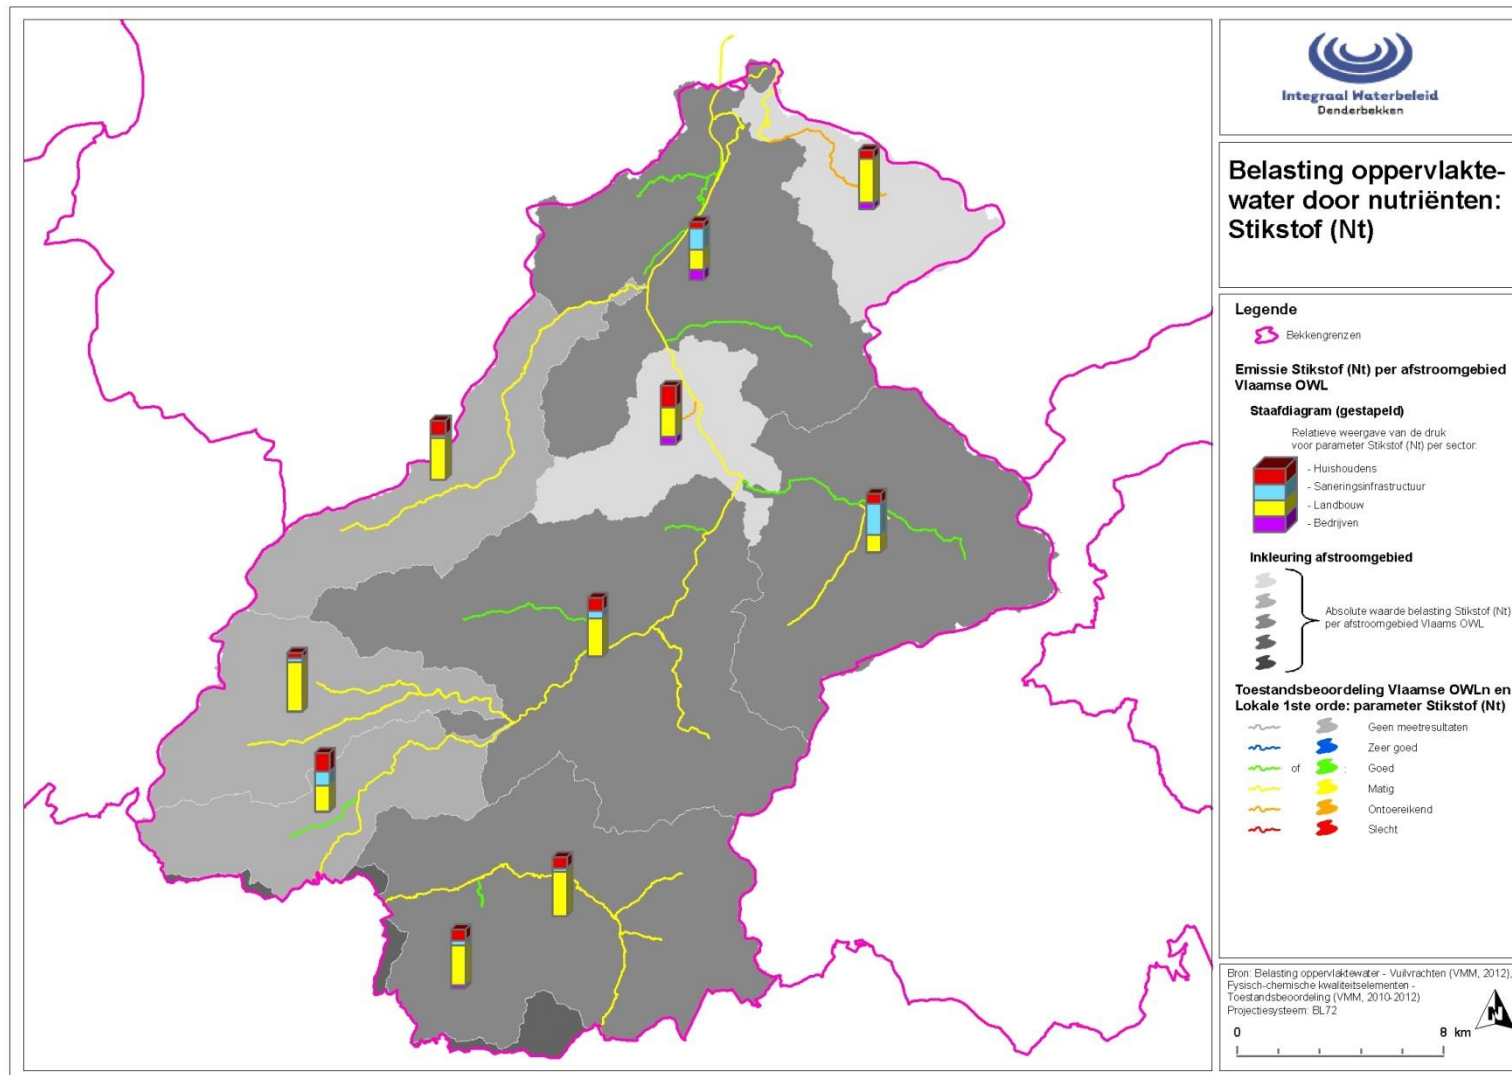 Integraal Waterbeleid
Denderbekken
Belasting oppervlakte-
water door nutriënten:
Stikstof (Nt)
Legende
Bekkengrenzen
Emissie Stikstof (Nt) per afstroomgebied
Vlaamse OWL
Staafdiagram (gestapeld)
Relatieve weergave van de druk
voor parameter Stikstof (Nt) per sector:
- Huishoudens
- Saneringsinfrastructuur
- Landbouw
- Bedrijven
Inkleuring afstroomgebied
Absolute waarde belasting Stikstof (Nt)
per afstroomgebied Vlaams OWL
Toestandsbeoordeling Vlaamse OWLn en
Lokale 1ste orde: parameter Stikstof (Nt)
Geen meetresultaten
Zeer goed
of : Goed
Matig
Ontoereikend
Slecht
Bron: Belasting oppervlaktewater - Vuilvrachten (VMM, 2012),
Fysisch-chemische kwaliteitselementen -
Toestandsbeoordeling (VMM, 2010-2012)
Projectiesysteem: BL72
N
0 8 km